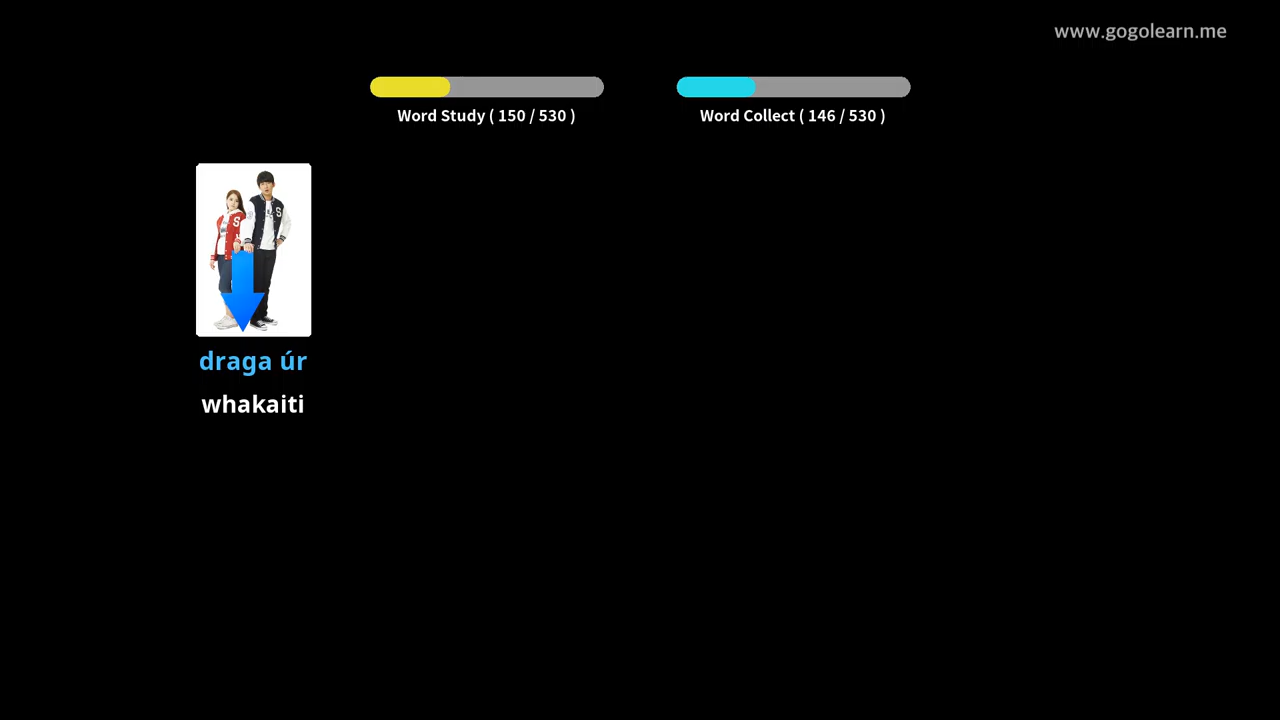 www.gogolearn.me
Word Study ( 150 / 530 )
Word Collect ( 146 / 530 )
S
S
draga úr
whakaiti